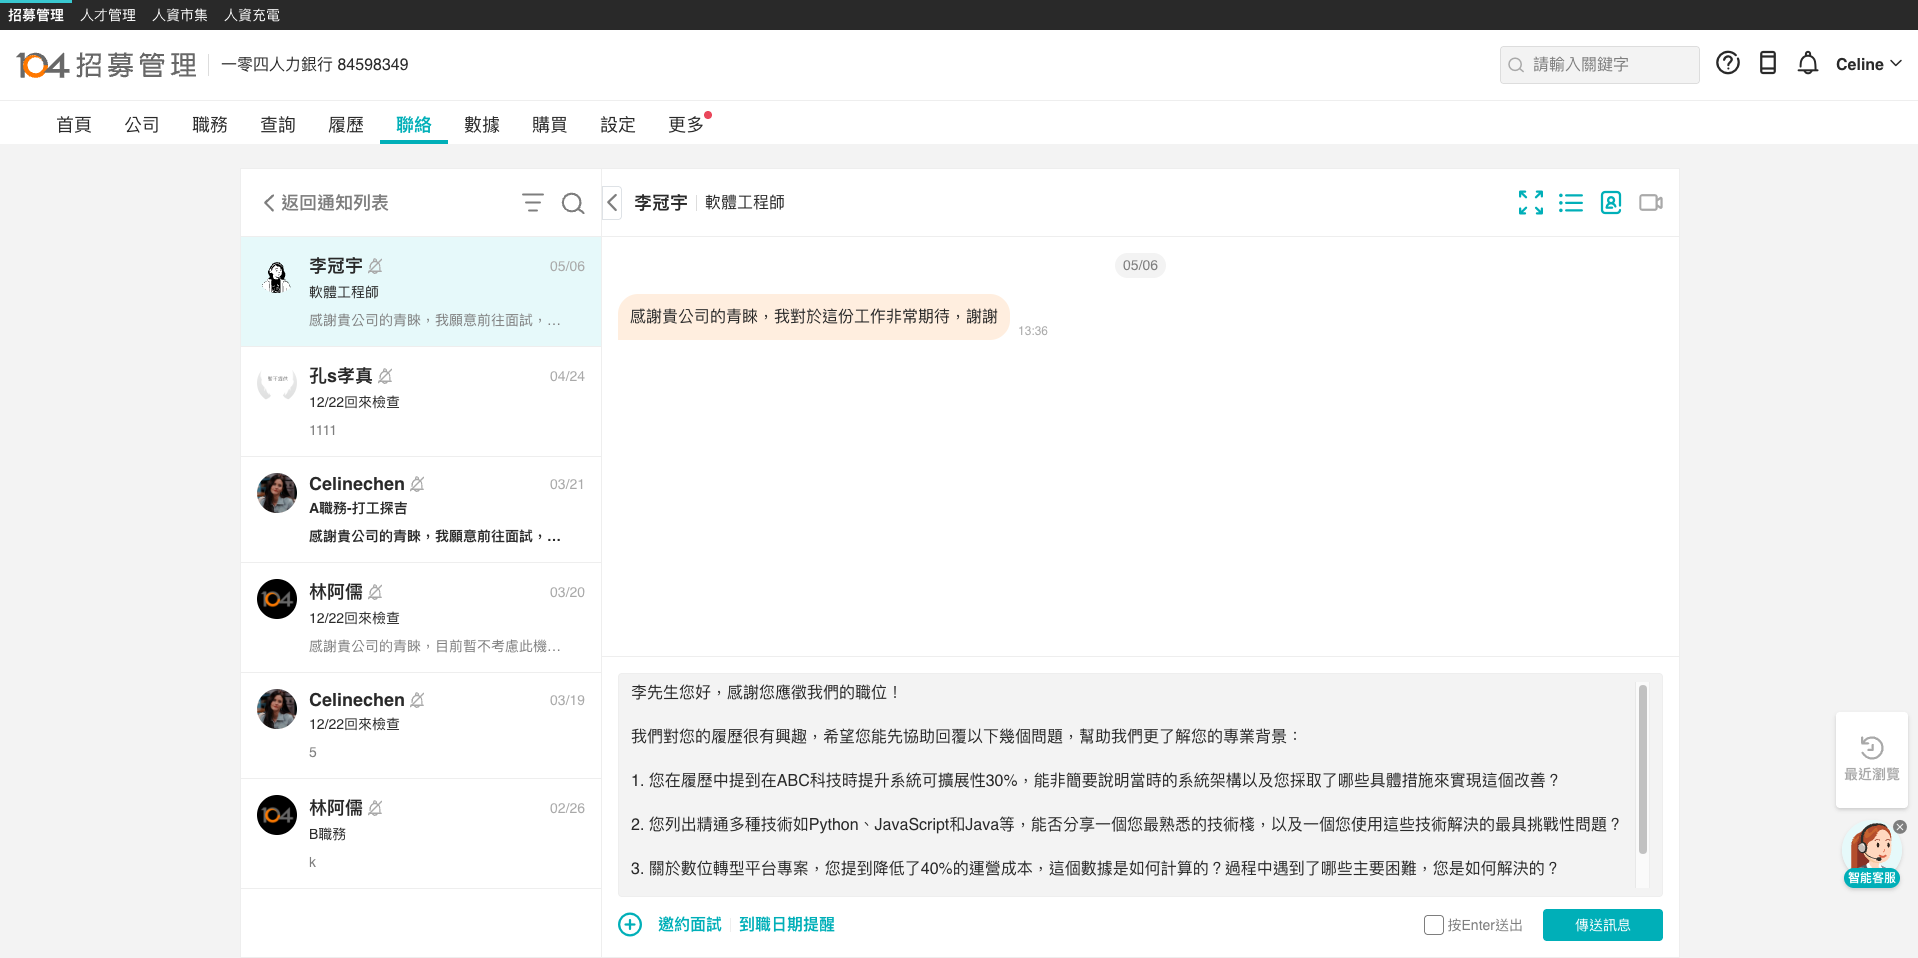 招募管理 人才管理 人資市集 人資充電
104 招募管理 一零四人力銀行 84598349 請輸入關鍵字 Celine
首頁 公司 職務 查詢 履歷 聯絡 數據 購買 設定 更多
返回通知列表
李冠宇 05/06
軟體工程師
感謝貴公司的青睞，我願意前往面試，...
孔s孝真 04/24
12/22回來檢查
1111
Celinechen 03/21
A職務-打工探吉
感謝貴公司的青睞，我願意前往面試，...
104
林阿儒 03/20
12/22回來檢查
感謝貴公司的青睞，目前暫不考慮此機...
Celinechen 03/19
12/22回來檢查
5
104
林阿儒 02/26
B職務
k
李冠宇 軟體工程師
05/06
感謝貴公司的青睞，我對於這份工作非常期待，謝謝
13:36
李先生您好，感謝您應徵我們的職位！
我們對您的履歷很有興趣，希望您能先協助回覆以下幾個問題，幫助我們更了解您的專業背景：
1. 您在履歷中提到在ABC科技時提升系統可擴展性30%，能非簡要說明當時的系統架構以及您採取了哪些具體措施來實現這個改善？
2. 您列出精通多種技術如Python、JavaScript和Java等，能否分享一個您最熟悉的技術棧，以及一個您使用這些技術解決的最具挑戰性問題？
3. 關於數位轉型平台專案，您提到降低了40%的運營成本，這個數據是如何計算的？過程中遇到了哪些主要困難，您是如何解決的？
邀約面試 到職日期提醒 按Enter送出 傳送訊息
最近瀏覽
智能客服